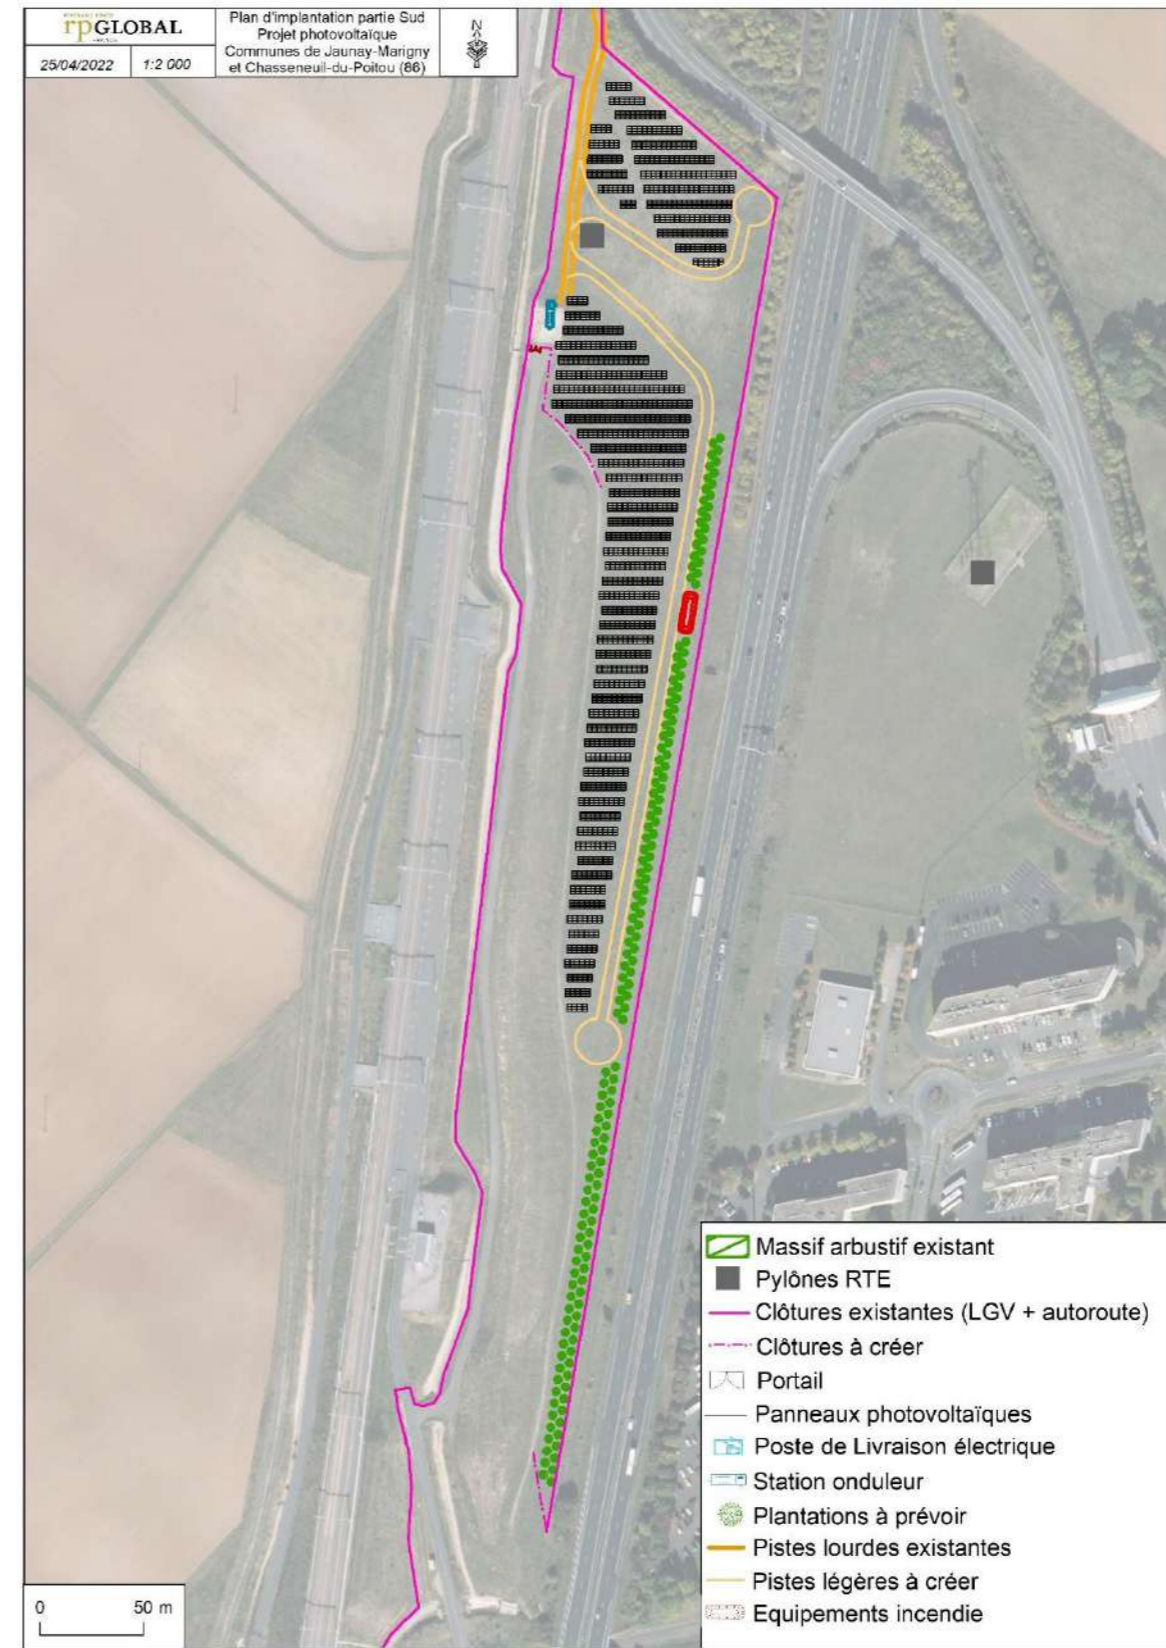 rpGLOBAL
25/04/2022
1:2 000
Plan d'implantation partie Sud
Projet photovoltaïque
Communes de Jaunay-Marigny
et Chasseneuil-du-Poitou (86)
N
Massif arbustif existant
Pylônes RTE
Clôtures existantes (LGV + autoroute)
Clôtures à créer
Portail
Panneaux photovoltaïques
Poste de Livraison électrique
Station onduleur
Plantations à prévoir
Pistes lourdes existantes
Pistes légères à créer
Equipements incendie
0 50 m